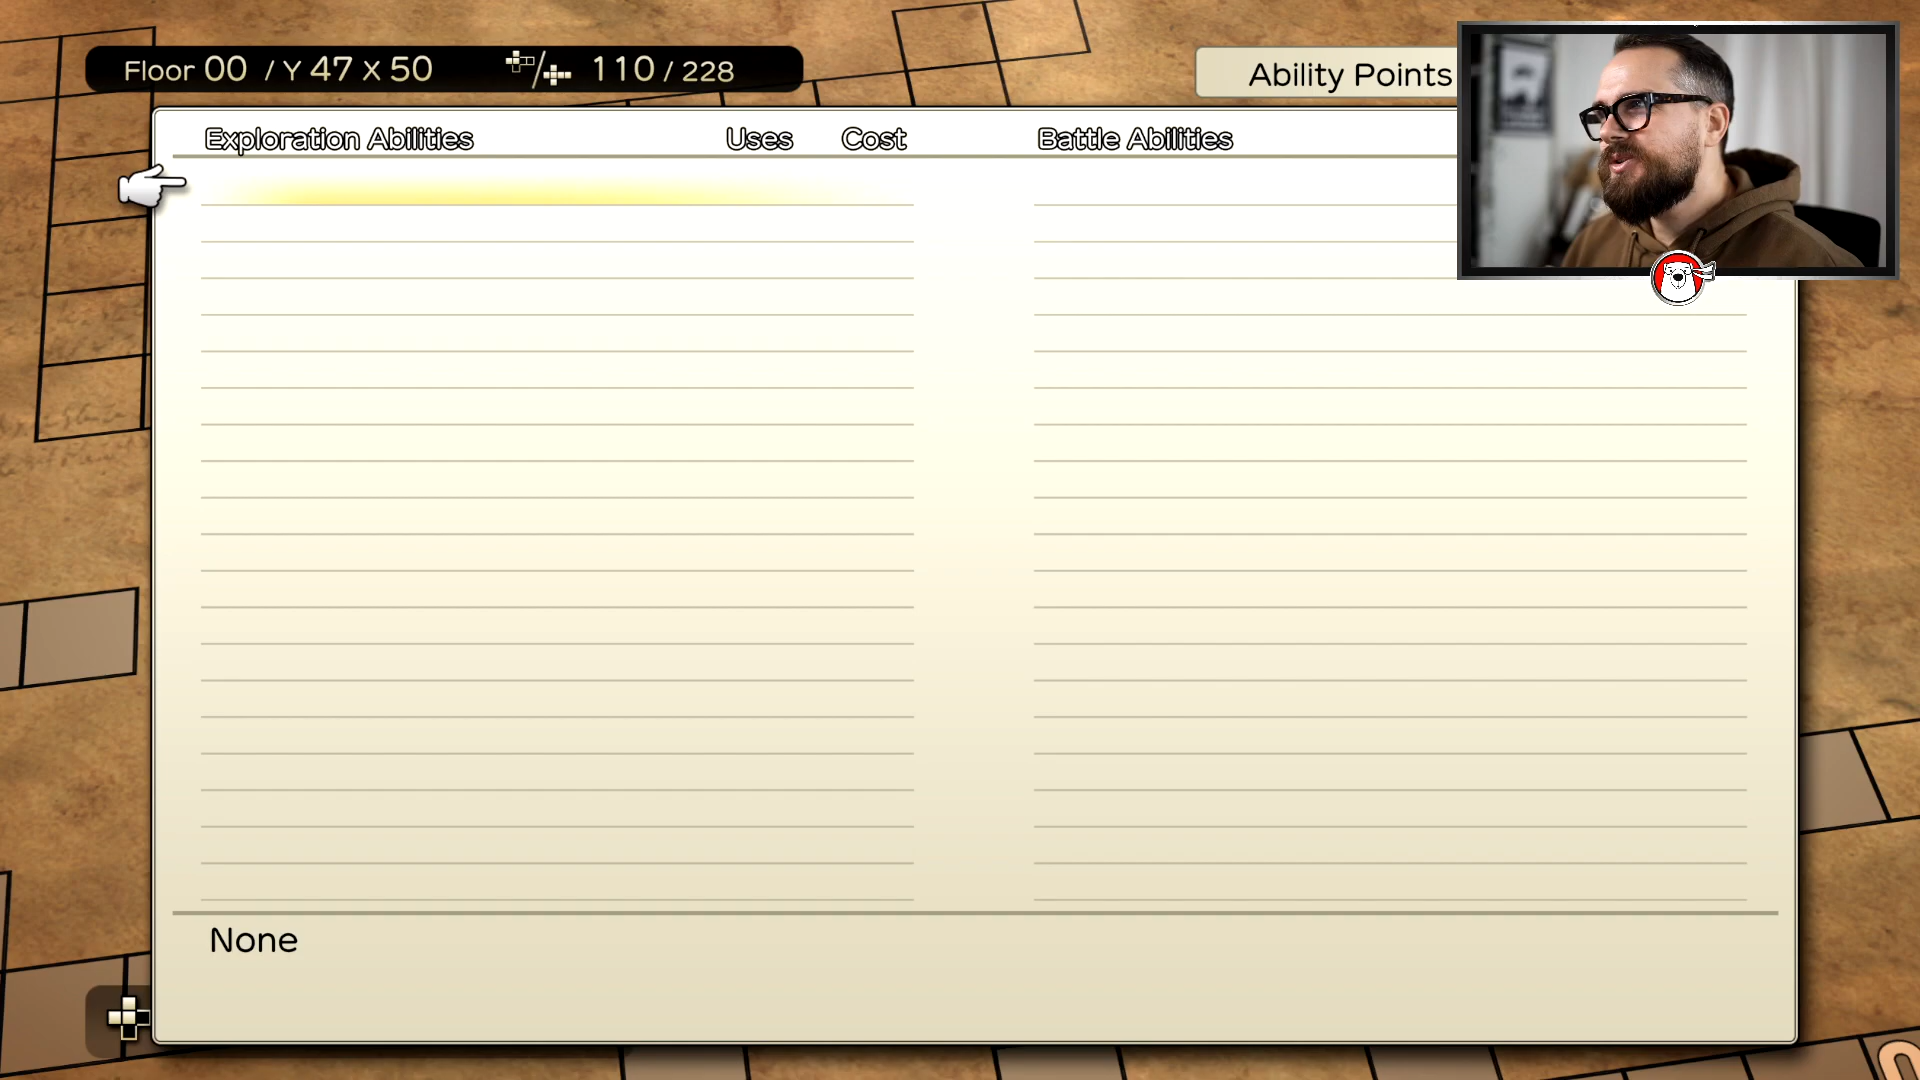 Floor 00 / Y 47 X 50 110 / 228
Ability Points
Exploration Abilities Uses Cost Battle Abilities
None